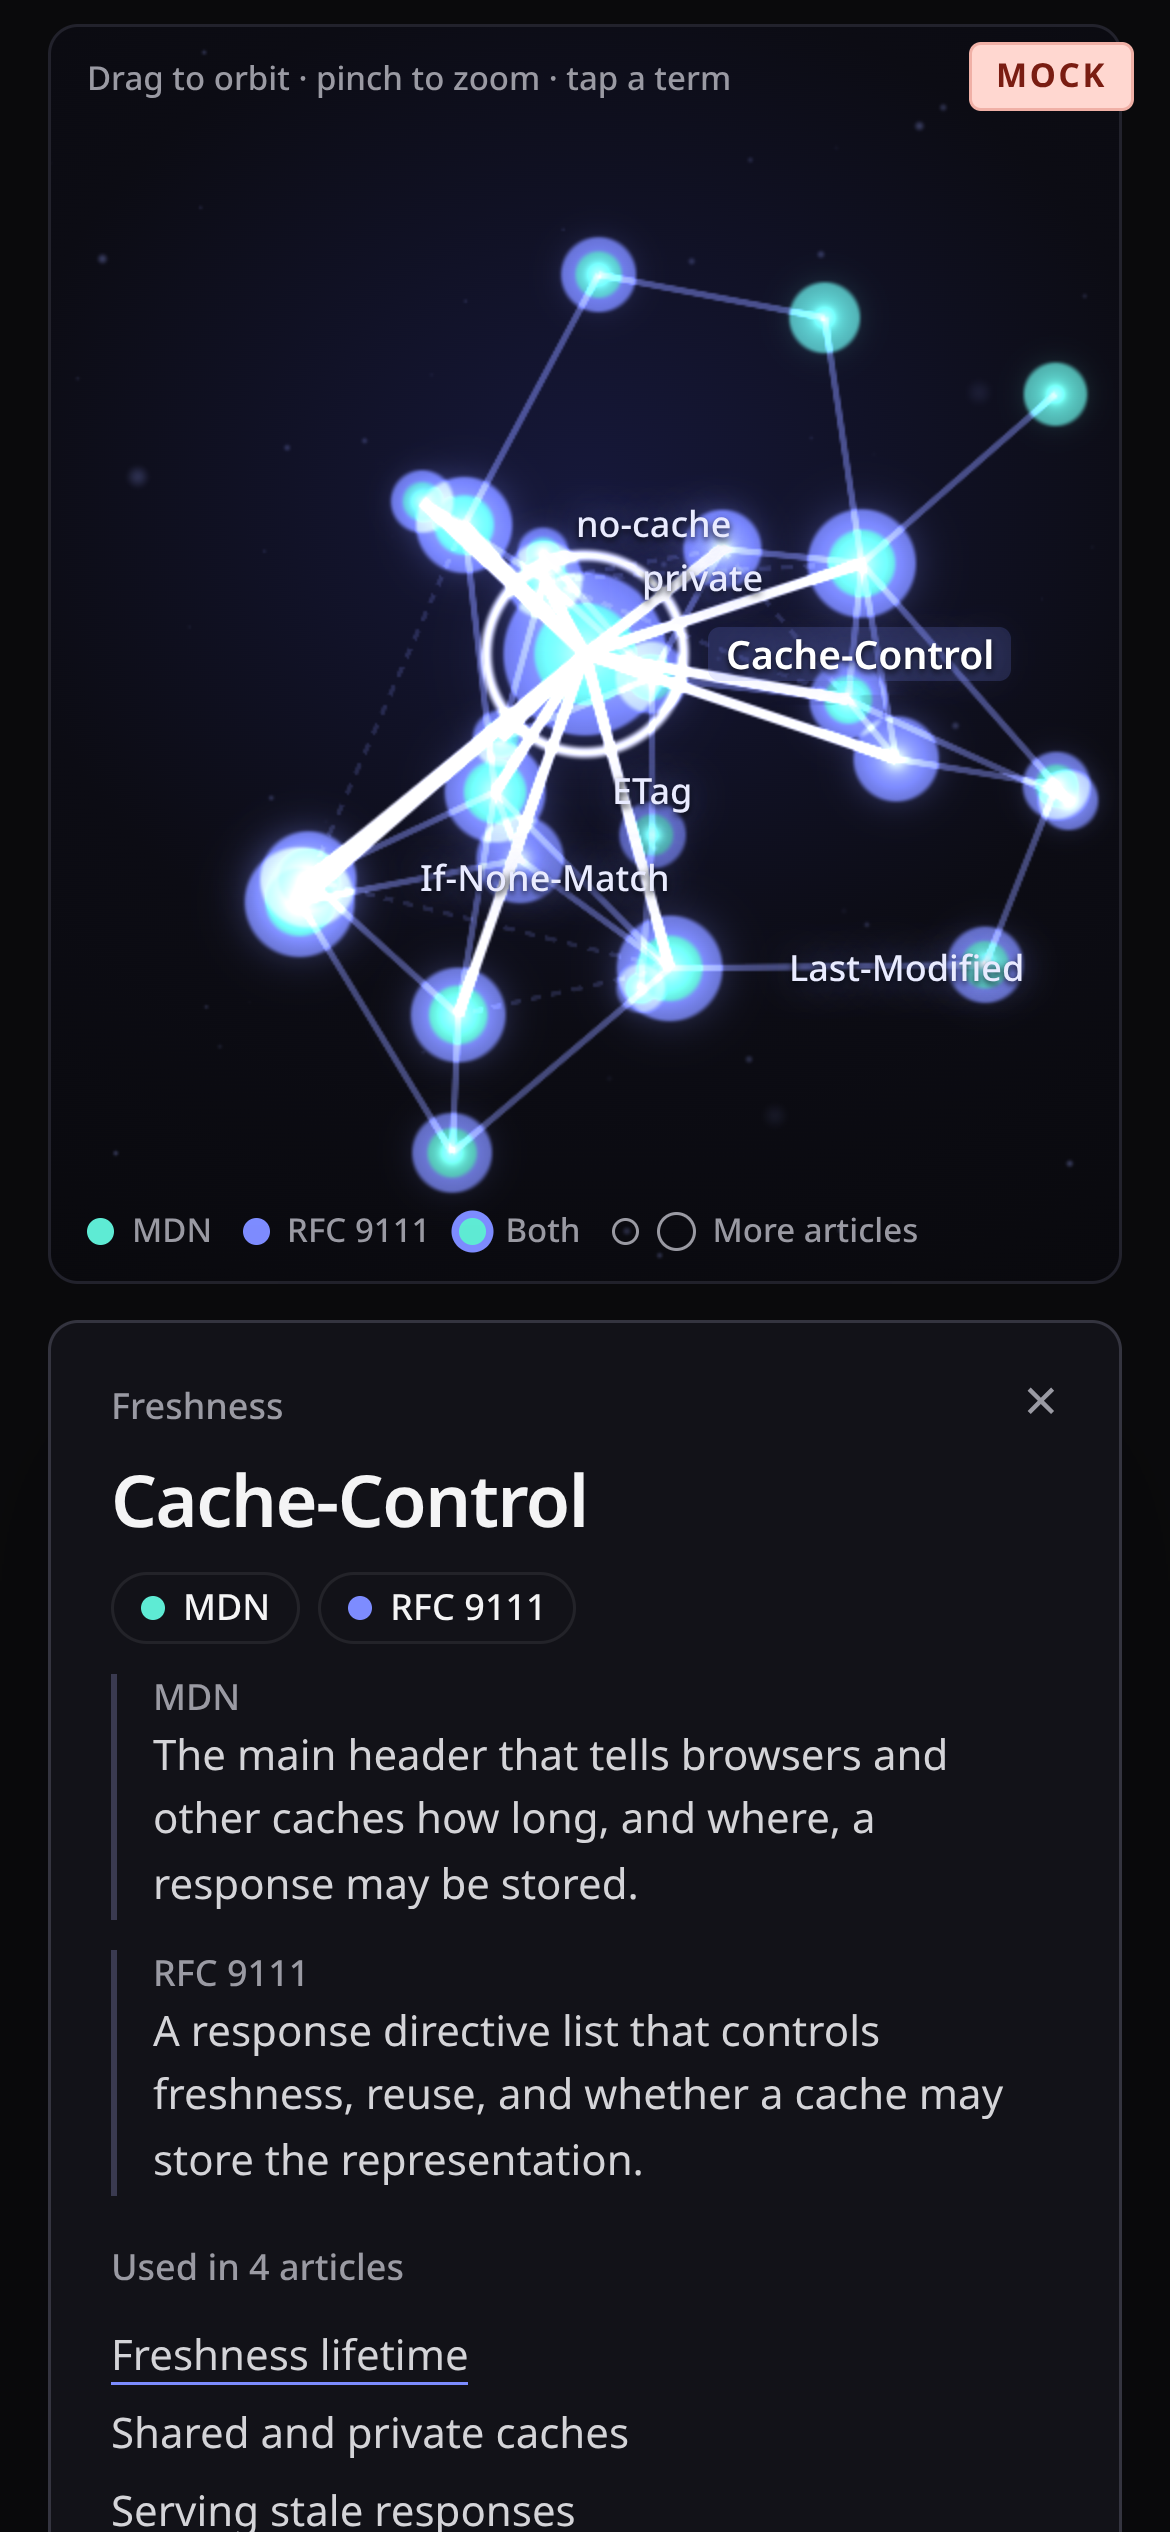 Drag to orbit · pinch to zoom · tap a term
MOCK
no-cache
private
Cache-Control
ETag
If-None-Match
Last-Modified
MDN
RFC 9111
Both
More articles
Freshness
×
Cache-Control
MDN
RFC 9111
MDN
The main header that tells browsers and
other caches how long, and where, a
response may be stored.
RFC 9111
A response directive list that controls
freshness, reuse, and whether a cache may
store the representation.
Used in 4 articles
Freshness lifetime
Shared and private caches
Serving stale responses